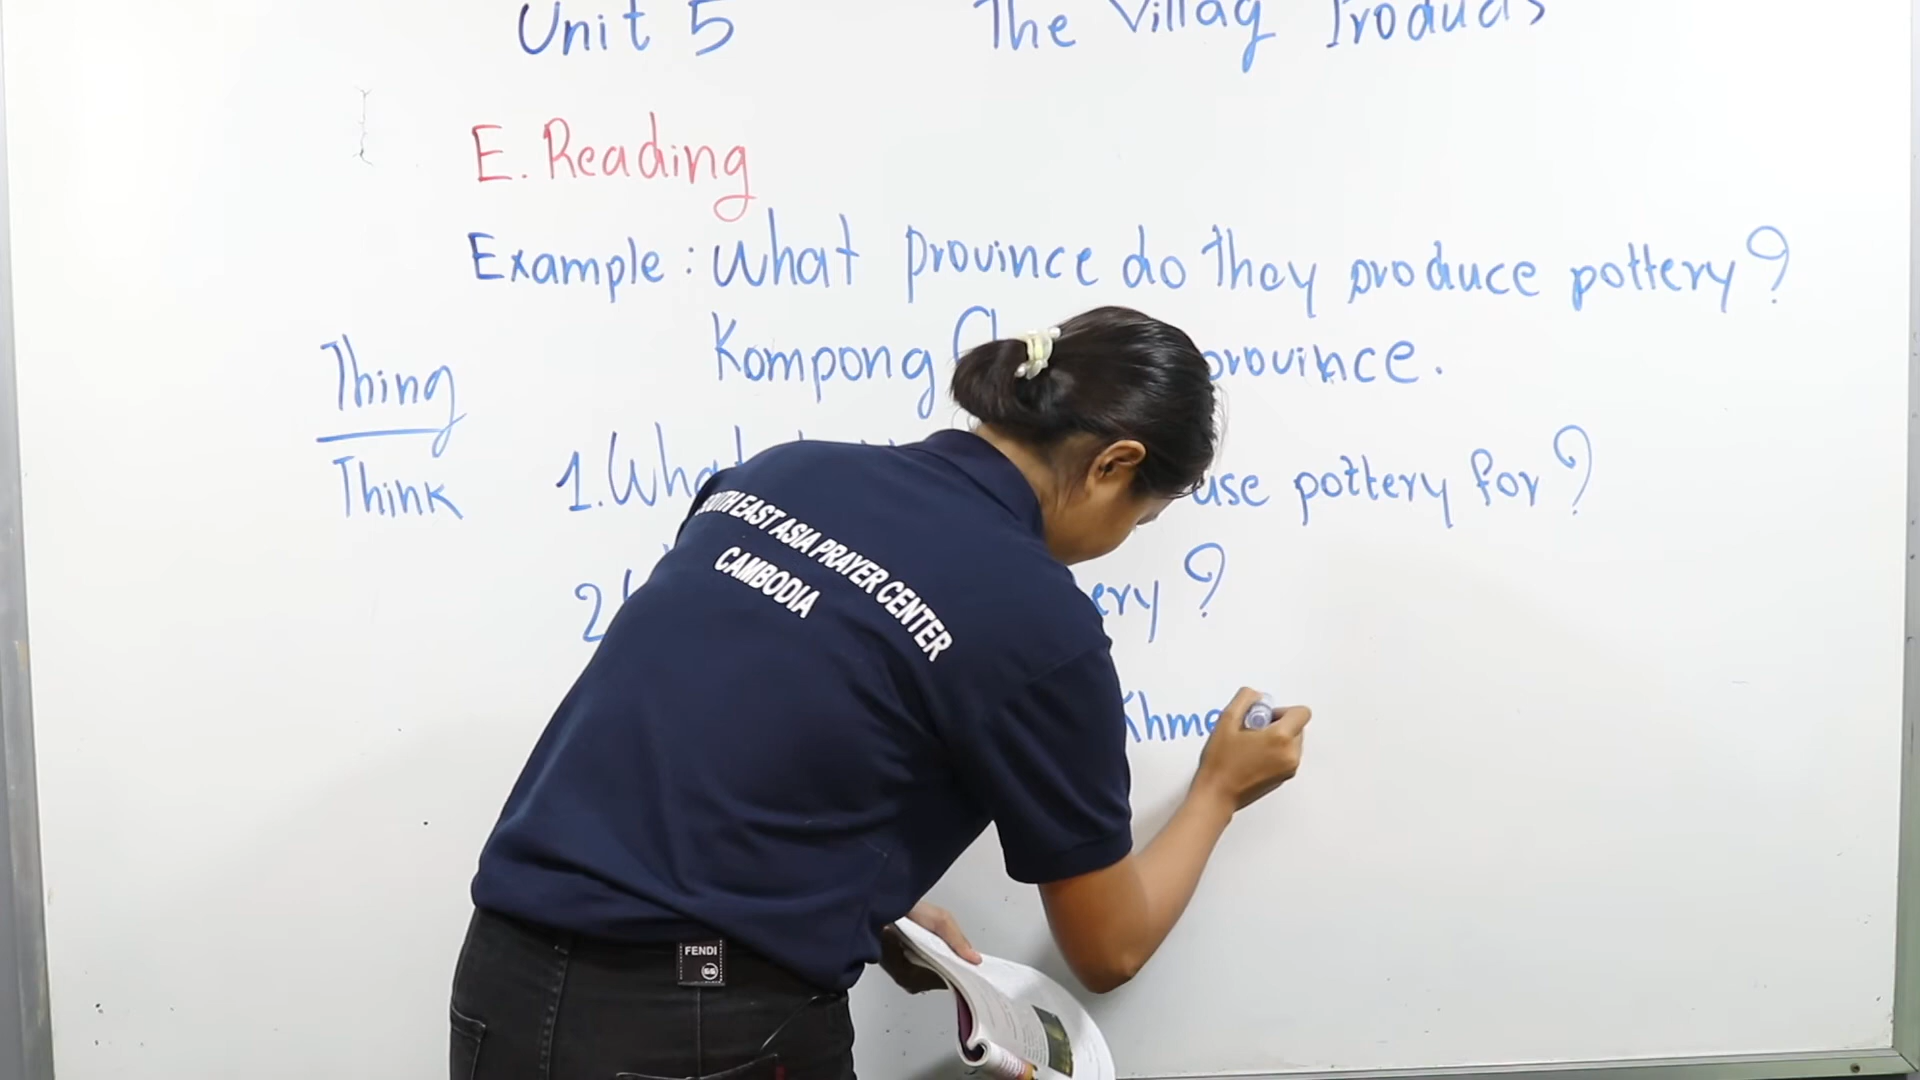 Unit 5 The Villag Products
E. Reading
Example: What province do they produce pottery?
Kompong province.
Thing
Think
1. What use pottery for?
2 ?
Khme
SOUTH EAST ASIA PRAYER CENTER
CAMBODIA
FENDI